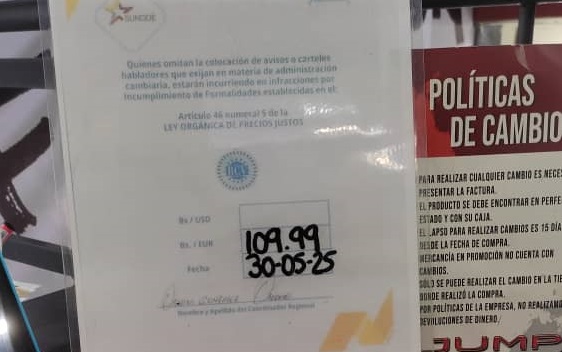 SUNDDE
Quienes omitan la colocación de avisos o carteles
habladores que exijan en materia de administración
cambiaria, estarán incurriendo en infracciones por
Incumplimiento de Formalidades establecidas en el:
Artículo 46 numeral 5 de la
LEY ORGÁNICA DE PRECIOS JUSTOS
Bs / USD
Bs. / EUR 109.99
Fecha 30-05-25
Nombre y Apellido del Coordinador Regional
POLÍTICAS
DE CAMBIO
PARA REALIZAR CUALQUIER CAMBIO ES NECES
PRESENTAR LA FACTURA.
EL PRODUCTO SE DEBE ENCONTRAR EN PERFE
ESTADO Y CON SU CAJA.
EL LAPSO PARA REALIZAR CAMBIOS ES 15 DÍA
DESDE LA FECHA DE COMPRA.
MERCANCÍA EN PROMOCIÓN NO CUENTA CON
CAMBIOS.
SÓLO SE PUEDE REALIZAR EL CAMBIO EN LA TIE
DONDE REALIZÓ LA COMPRA.
POR POLÍTICAS DE LA EMPRESA, NO REALIZAMO
DEVOLUCIONES DE DINERO.
JUMP